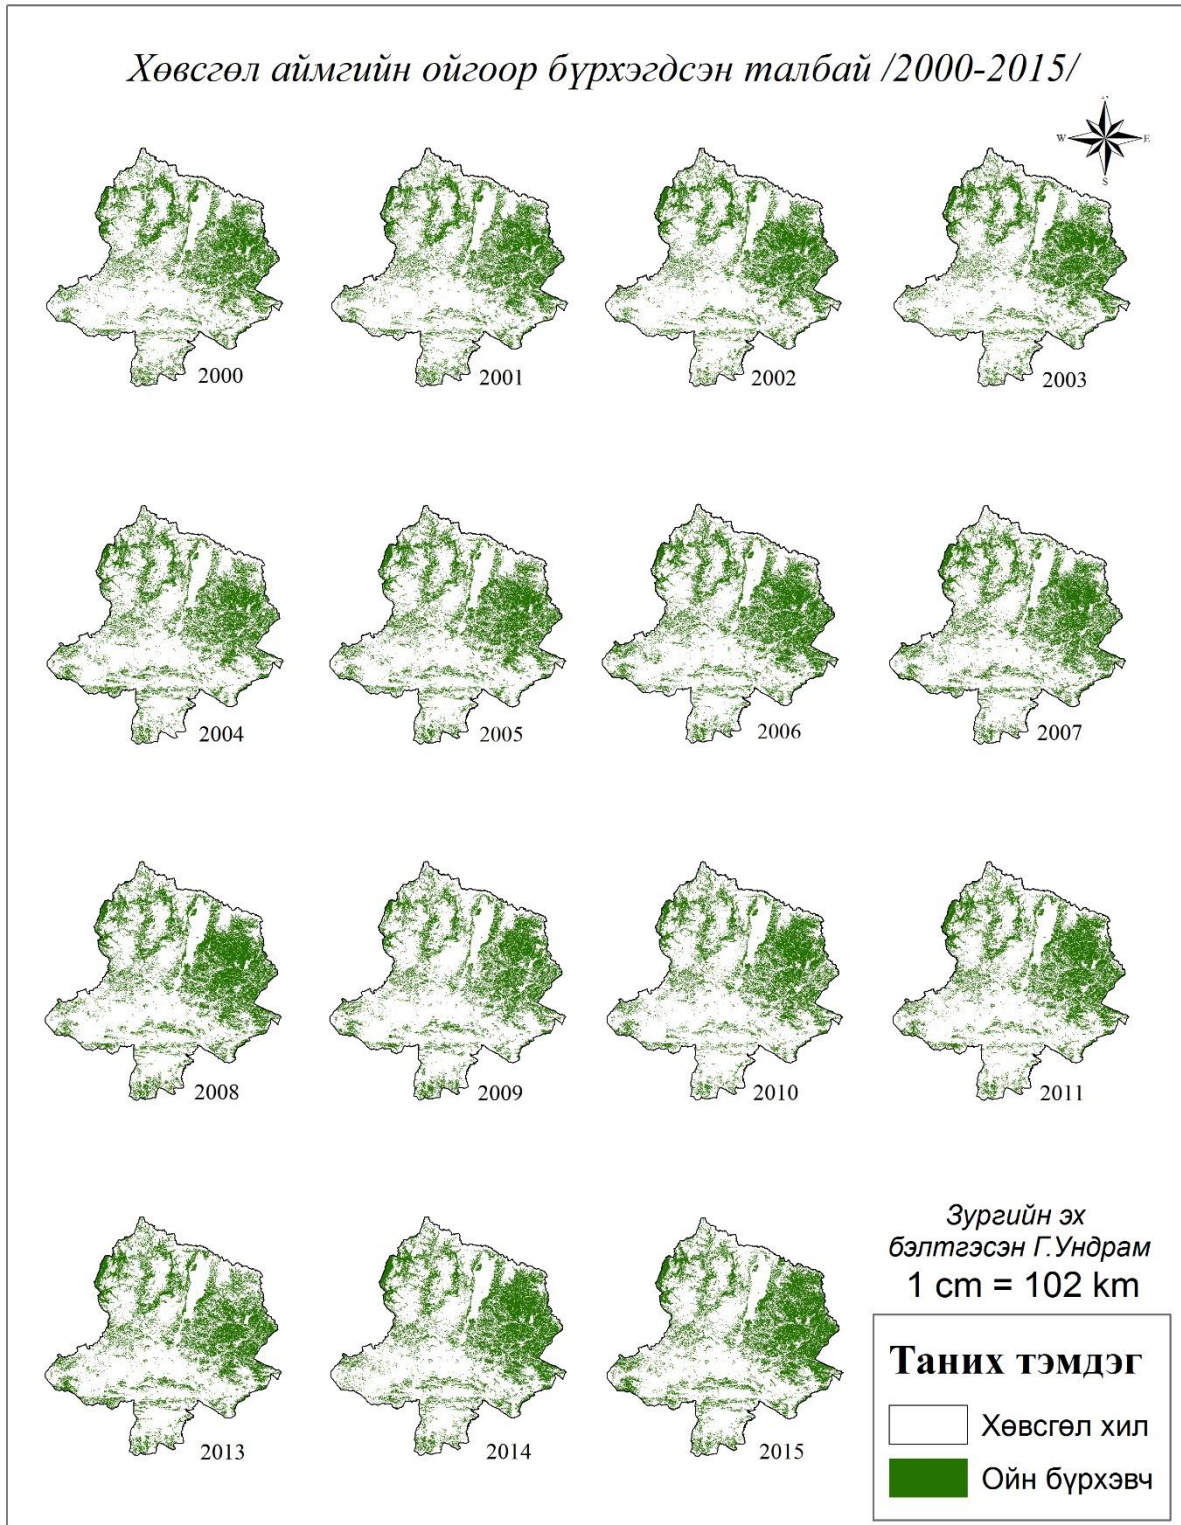 Хөвсгөл аймгийн ойгоор бүрхэгдсэн талбай /2000-2015/
W E
S
2000 2001 2002 2003
2004 2005 2006 2007
2008 2009 2010 2011
2013 2014 2015
Зургийн эх
бэлтгэсэн Г.Ундрам
1 cm = 102 km
Таних тэмдэг
Хөвсгөл хил
Ойн бүрхэвч